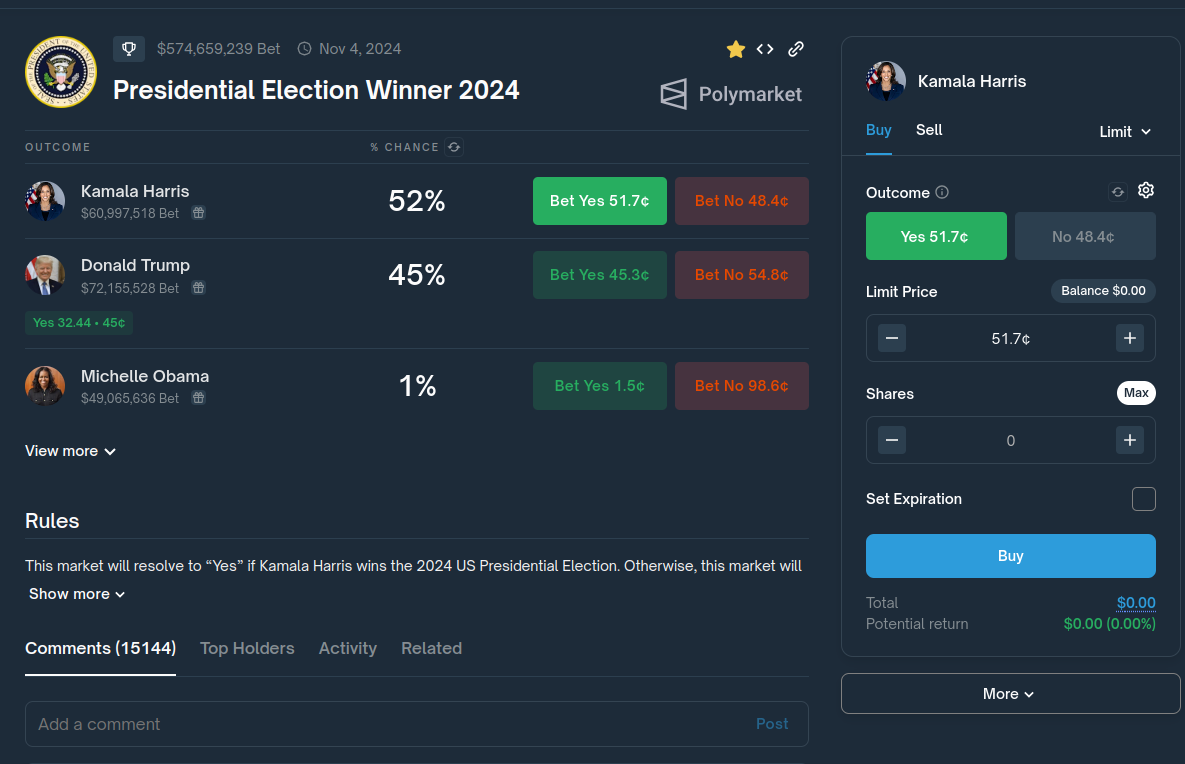 $574,659,239 Bet Nov 4, 2024
Presidential Election Winner 2024
Polymarket
OUTCOME % CHANCE
Kamala Harris
$60,997,518 Bet
52%
Bet Yes 51.7¢ Bet No 48.4¢
Donald Trump
$72,155,528 Bet
45%
Bet Yes 45.3¢ Bet No 54.8¢
Yes 32.44 • 45¢
Michelle Obama
$49,065,636 Bet
1%
Bet Yes 1.5¢ Bet No 98.6¢
View more
Rules
This market will resolve to “Yes” if Kamala Harris wins the 2024 US Presidential Election. Otherwise, this market will
Show more
Comments (15144) Top Holders Activity Related
Add a comment Post
Kamala Harris
Buy Sell Limit
Outcome
Yes 51.7¢ No 48.4¢
Limit Price Balance $0.00
51.7¢
Shares Max
0
Set Expiration
Buy
Total $0.00
Potential return $0.00 (0.00%)
More